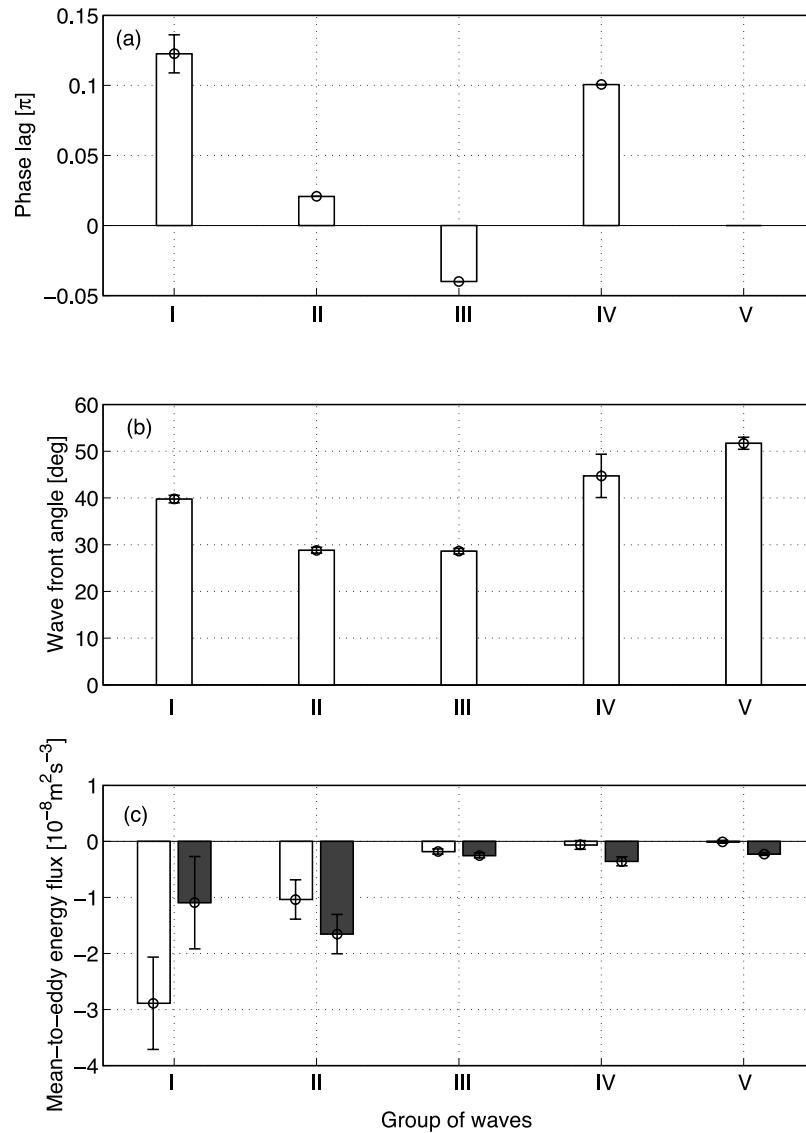 (a)
Phase lag [π]
0.15
0.1
0.05
0
−0.05
I II III IV V
(b)
Wave front angle [deg]
60
50
40
30
20
10
0
I II III IV V
(c)
Mean−to−eddy energy flux [10⁻⁸m²s⁻³]
1
0
−1
−2
−3
−4
I II III IV V
Group of waves